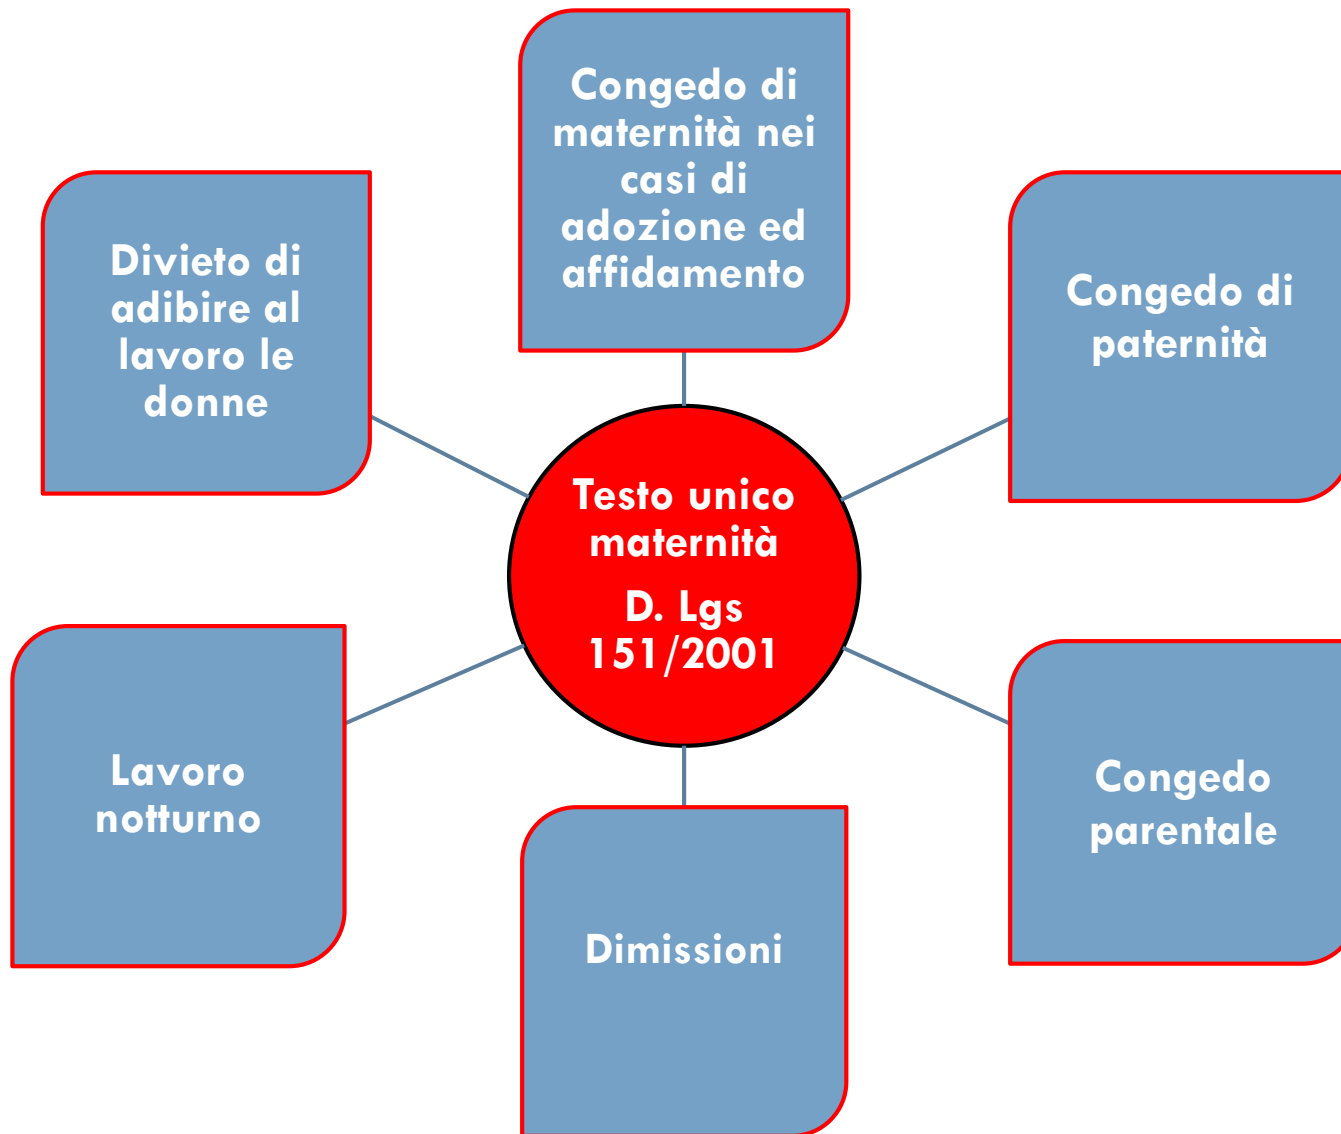 Congedo di
maternità nei
casi di
adozione ed
affidamento
Divieto di
adibire al
lavoro le
donne
Congedo di
paternità
Testo unico
maternità
D. Lgs
151/2001
Lavoro
notturno
Congedo
parentale
Dimissioni